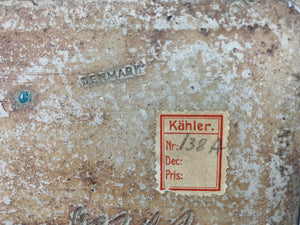 DENMARK
Kähler.
Nr: 138 A
Dec:
Pris: